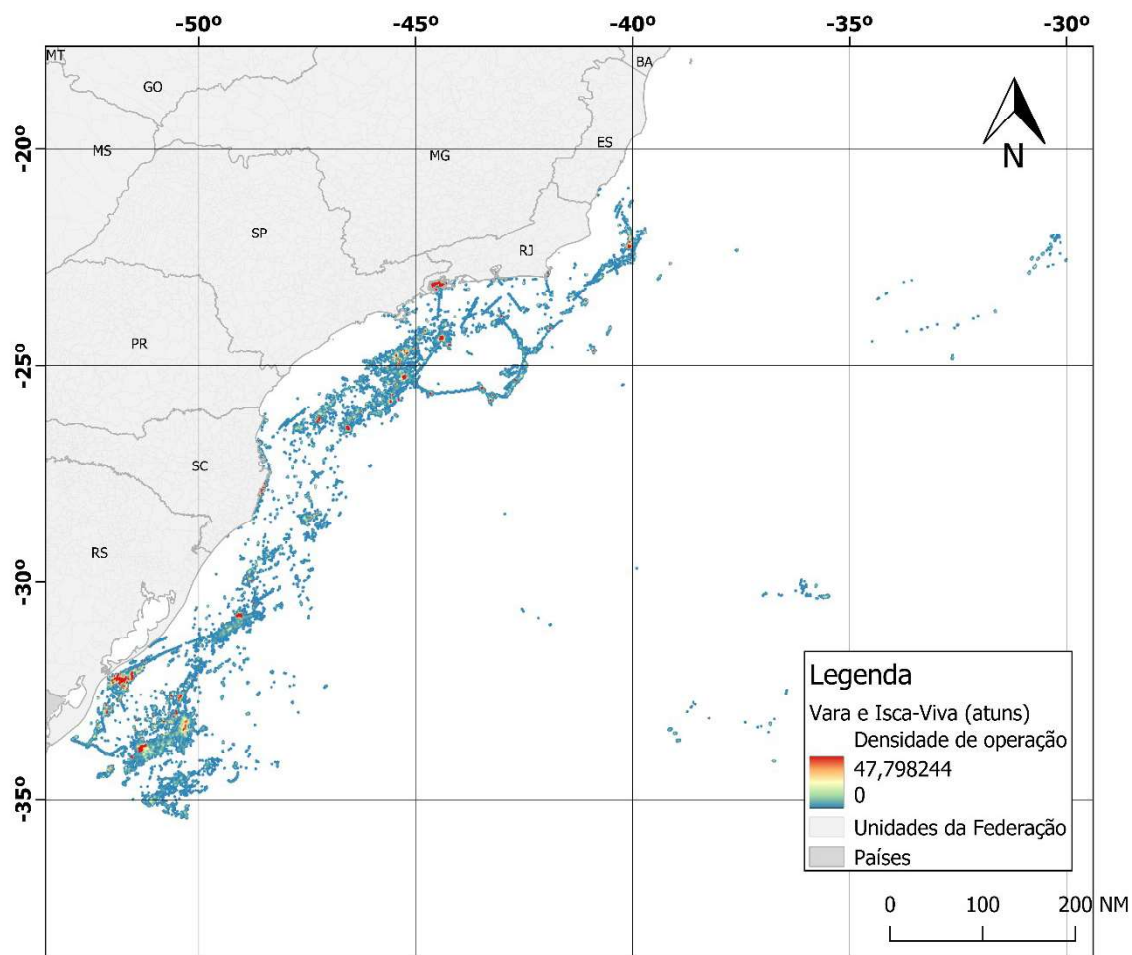 -50º -45º -40º -35º -30º
MT
BA
GO
ES
MS
MG
-20º
SP
RJ
PR
-25º
SC
RS
-30º
-35º
N
Legenda
Vara e Isca-Viva (atuns)
Densidade de operação
47,798244
0
Unidades da Federação
Países
0 100 200 NM